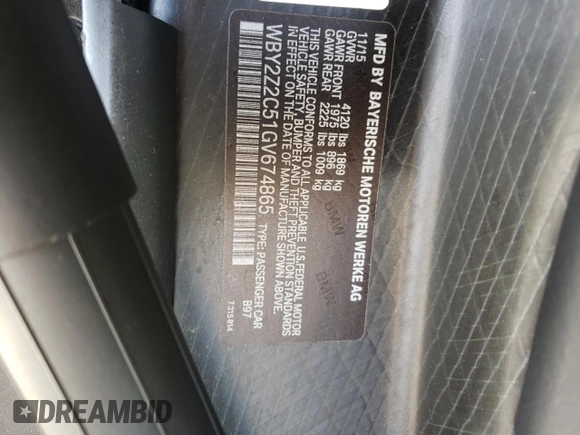 MFD BY BAYERISCHE MOTOREN WERKE AG
11/15
GVWR 4120 lbs 1869 kg
GAWR FRONT 1975 lbs 896 kg
GAWR REAR 2225 lbs 1009 kg
THIS VEHICLE CONFORMS TO ALL APPLICABLE U.S. FEDERAL MOTOR
VEHICLE SAFETY, BUMPER AND THEFT PREVENTION STANDARDS
IN EFFECT ON THE DATE OF MANUFACTURE SHOWN ABOVE.
WBY2Z2C51GV674865 TYPE: PASSENGER CAR
B97
7 315 814
BMW
BMW
DREAMBID